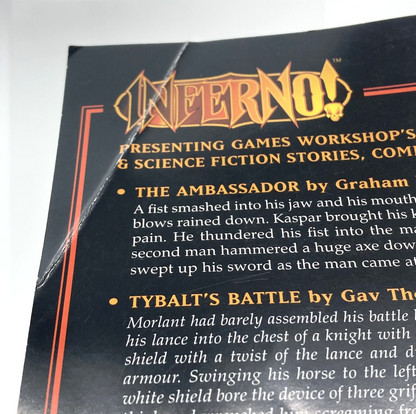 INFERNO!™
PRESENTING GAMES WORKSHOP'S
& SCIENCE FICTION STORIES, COM
• THE AMBASSADOR by Graham
A fist smashed into his jaw and his mouth
blows rained down. Kaspar brought his
pain. He thundered his fist into the
second man hammered a huge axe dow
swept up his sword as the man came at
• TYBALT'S BATTLE by Gav Tho
Morlant had barely assembled his battle
his lance into the chest of a knight with
shield with a twist of the lance and
armour. Swinging his horse to the left
white shield bore the device of three grif
him screaming